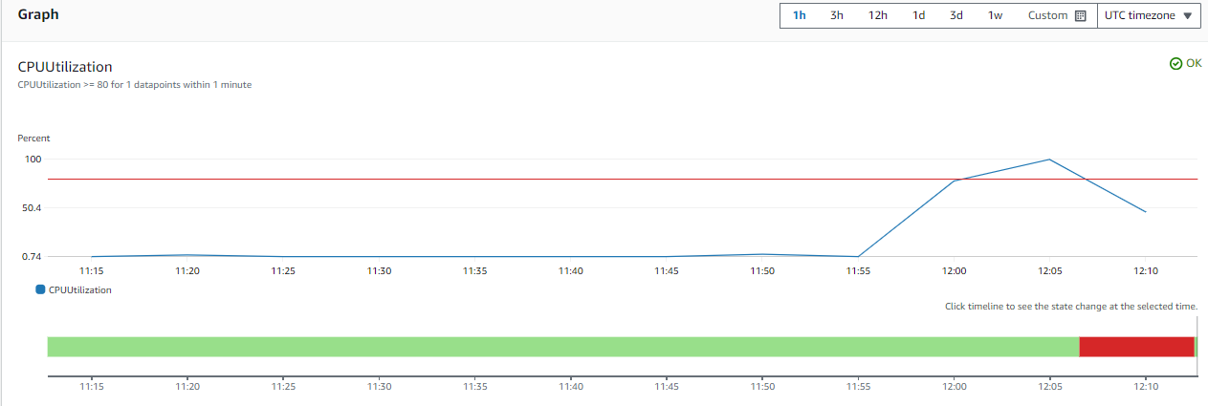 Graph
1h 3h 12h 1d 3d 1w Custom UTC timezone
CPUUtilization
OK
CPUUtilization >= 80 for 1 datapoints within 1 minute
Percent
100
50.4
0.74
11:15 11:20 11:25 11:30 11:35 11:40 11:45 11:50 11:55 12:00 12:05 12:10
CPUUtilization
Click timeline to see the state change at the selected time.
11:15 11:20 11:25 11:30 11:35 11:40 11:45 11:50 11:55 12:00 12:05 12:10